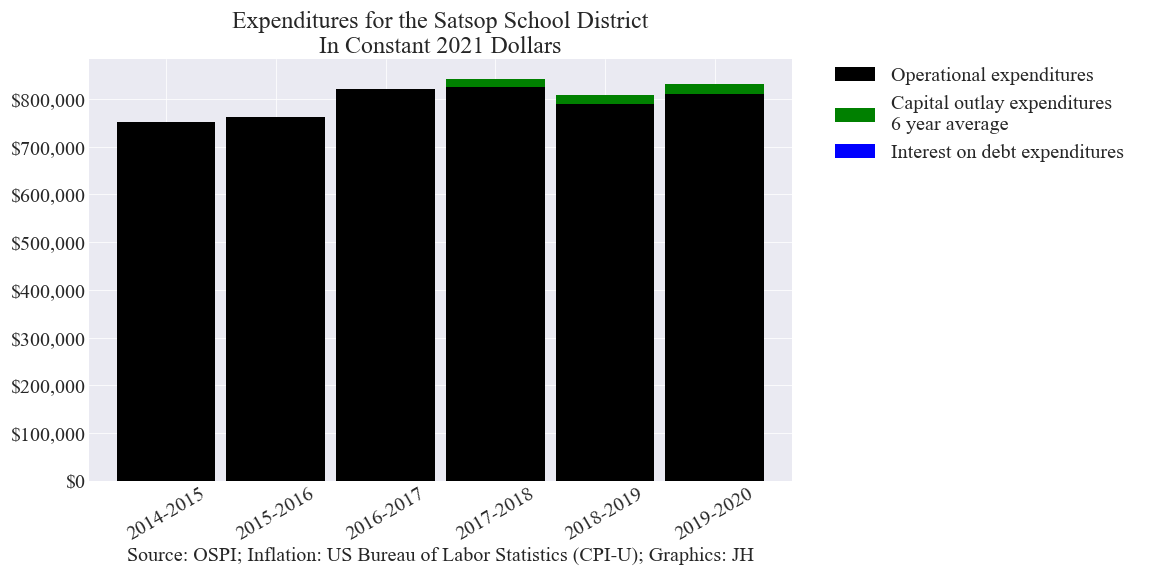 Expenditures for the Satsop School District
In Constant 2021 Dollars
Operational expenditures
Capital outlay expenditures
6 year average
Interest on debt expenditures
$800,000
$700,000
$600,000
$500,000
$400,000
$300,000
$200,000
$100,000
$0
2014-2015
2015-2016
2016-2017
2017-2018
2018-2019
2019-2020
Source: OSPI; Inflation: US Bureau of Labor Statistics (CPI-U); Graphics: JH